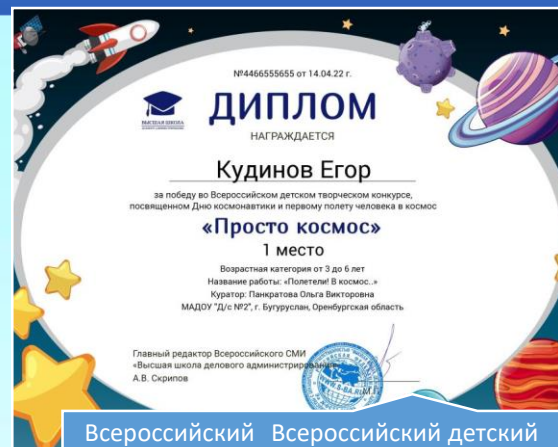 №4466555655 от 14.04.22 г.
ДИПЛОМ
ВЫСШАЯ ШКОЛА
НАГРАЖДАЕТСЯ
Кудинов Егор
за победу во Всероссийском детском творческом конкурсе,
посвященном Дню космонавтики и первому полету человека в космос
«Просто космос»
1 место
Возрастная категория от 3 до 6 лет
Название работы: «Полетели! В космос..»
Куратор: Панкратова Ольга Викторовна
МАДОУ "Д/с №2", г. Бугуруслан, Оренбургская область
Главный редактор Всероссийского СМИ
«Высшая школа делового администрирования»
А.В. Скрипов
Всероссийский Всероссийский детский